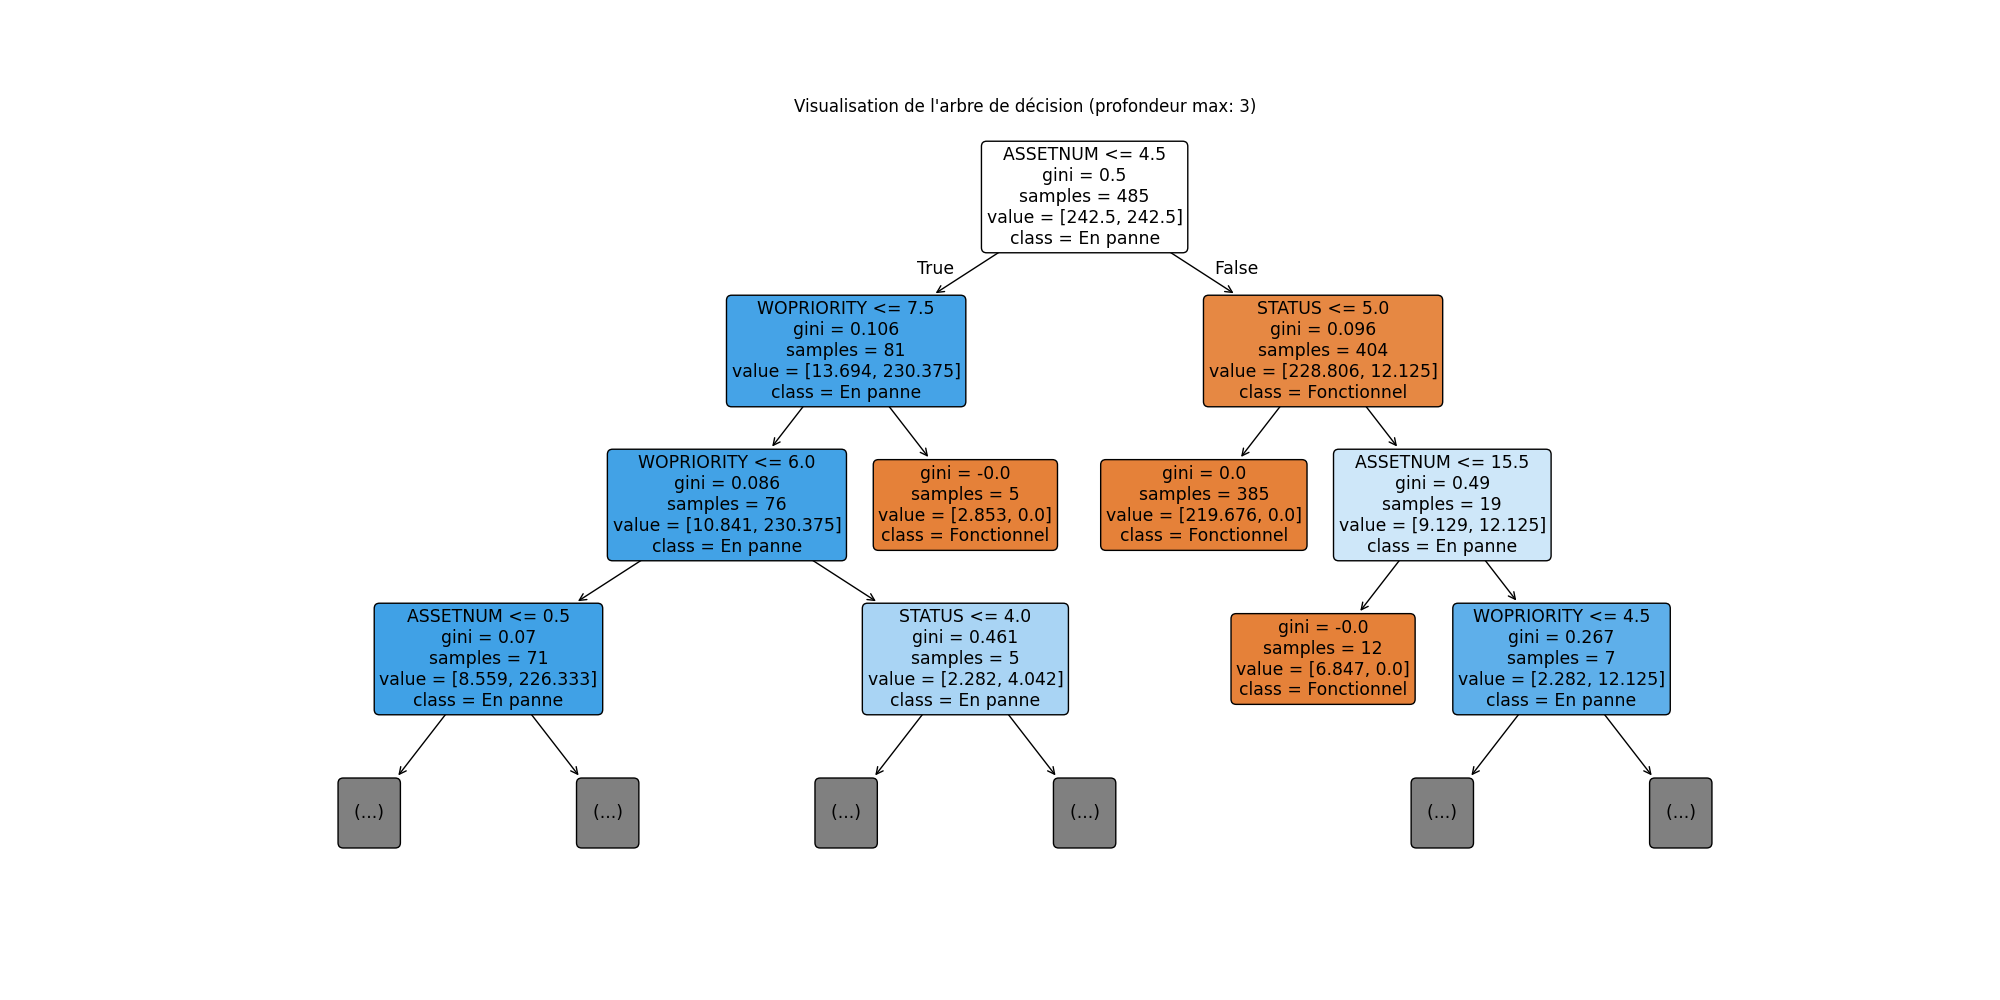 Visualisation de l'arbre de décision (profondeur max: 3)
ASSETNUM <= 4.5
gini = 0.5
samples = 485
value = [242.5, 242.5]
class = En panne
True
False
WOPRIORITY <= 7.5
gini = 0.106
samples = 81
value = [13.694, 230.375]
class = En panne
STATUS <= 5.0
gini = 0.096
samples = 404
value = [228.806, 12.125]
class = Fonctionnel
WOPRIORITY <= 6.0
gini = 0.086
samples = 76
value = [10.841, 230.375]
class = En panne
gini = -0.0
samples = 5
value = [2.853, 0.0]
class = Fonctionnel
gini = 0.0
samples = 385
value = [219.676, 0.0]
class = Fonctionnel
ASSETNUM <= 15.5
gini = 0.49
samples = 19
value = [9.129, 12.125]
class = En panne
ASSETNUM <= 0.5
gini = 0.07
samples = 71
value = [8.559, 226.333]
class = En panne
STATUS <= 4.0
gini = 0.461
samples = 5
value = [2.282, 4.042]
class = En panne
gini = -0.0
samples = 12
value = [6.847, 0.0]
class = Fonctionnel
WOPRIORITY <= 4.5
gini = 0.267
samples = 7
value = [2.282, 12.125]
class = En panne
(...)
(...)
(...)
(...)
(...)
(...)